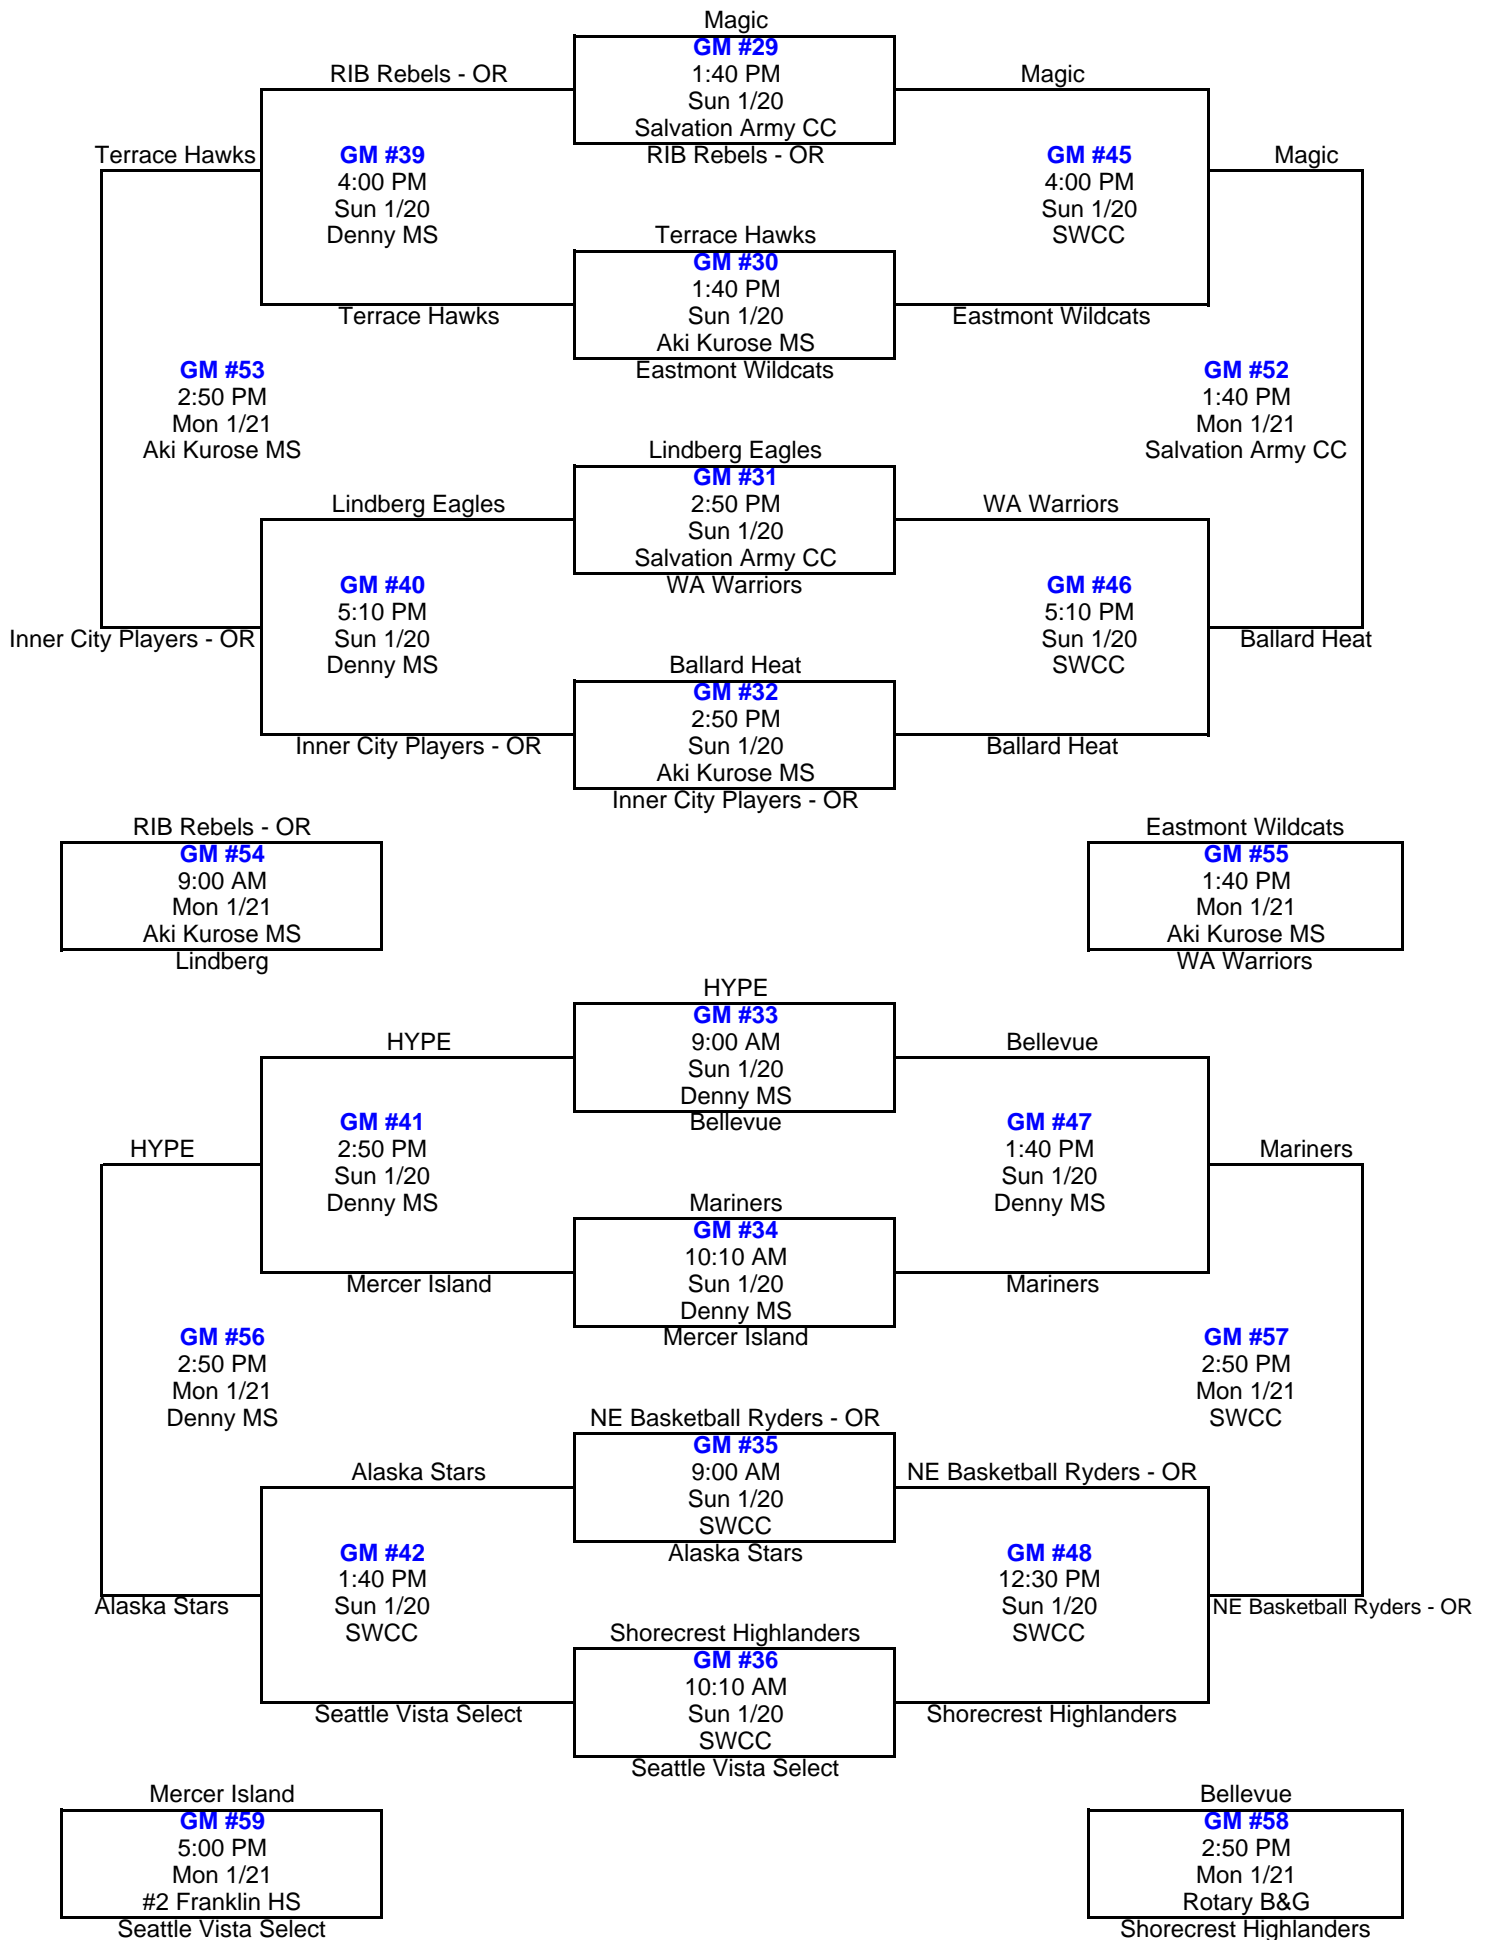 Magic
GM #29
1:40 PM
Sun 1/20
Salvation Army CC
RIB Rebels - OR
RIB Rebels - OR
Magic
Terrace Hawks
GM #39
4:00 PM
Sun 1/20
Denny MS
GM #45
4:00 PM
Sun 1/20
SWCC
Magic
Terrace Hawks
GM #30
1:40 PM
Sun 1/20
Aki Kurose MS
Eastmont Wildcats
Terrace Hawks
Eastmont Wildcats
GM #53
2:50 PM
Mon 1/21
Aki Kurose MS
GM #52
1:40 PM
Mon 1/21
Salvation Army CC
Lindberg Eagles
GM #31
2:50 PM
Sun 1/20
Salvation Army CC
WA Warriors
Lindberg Eagles
WA Warriors
GM #40
5:10 PM
Sun 1/20
Denny MS
GM #46
5:10 PM
Sun 1/20
SWCC
Inner City Players - OR
Ballard Heat
Ballard Heat
GM #32
2:50 PM
Sun 1/20
Aki Kurose MS
Inner City Players - OR
Inner City Players - OR
Ballard Heat
RIB Rebels - OR
GM #54
9:00 AM
Mon 1/21
Aki Kurose MS
Lindberg
Eastmont Wildcats
GM #55
1:40 PM
Mon 1/21
Aki Kurose MS
WA Warriors
HYPE
GM #33
9:00 AM
Sun 1/20
Denny MS
Bellevue
HYPE
Bellevue
HYPE
GM #41
2:50 PM
Sun 1/20
Denny MS
GM #47
1:40 PM
Sun 1/20
Denny MS
Mariners
Mariners
GM #34
10:10 AM
Sun 1/20
Denny MS
Mercer Island
Mercer Island
Mariners
GM #56
2:50 PM
Mon 1/21
Denny MS
GM #57
2:50 PM
Mon 1/21
SWCC
NE Basketball Ryders - OR
GM #35
9:00 AM
Sun 1/20
SWCC
Alaska Stars
Alaska Stars
NE Basketball Ryders - OR
GM #42
1:40 PM
Sun 1/20
SWCC
GM #48
12:30 PM
Sun 1/20
SWCC
Alaska Stars
NE Basketball Ryders - OR
Shorecrest Highlanders
GM #36
10:10 AM
Sun 1/20
SWCC
Seattle Vista Select
Seattle Vista Select
Shorecrest Highlanders
Mercer Island
GM #59
5:00 PM
Mon 1/21
#2 Franklin HS
Seattle Vista Select
Bellevue
GM #58
2:50 PM
Mon 1/21
Rotary B&G
Shorecrest Highlanders